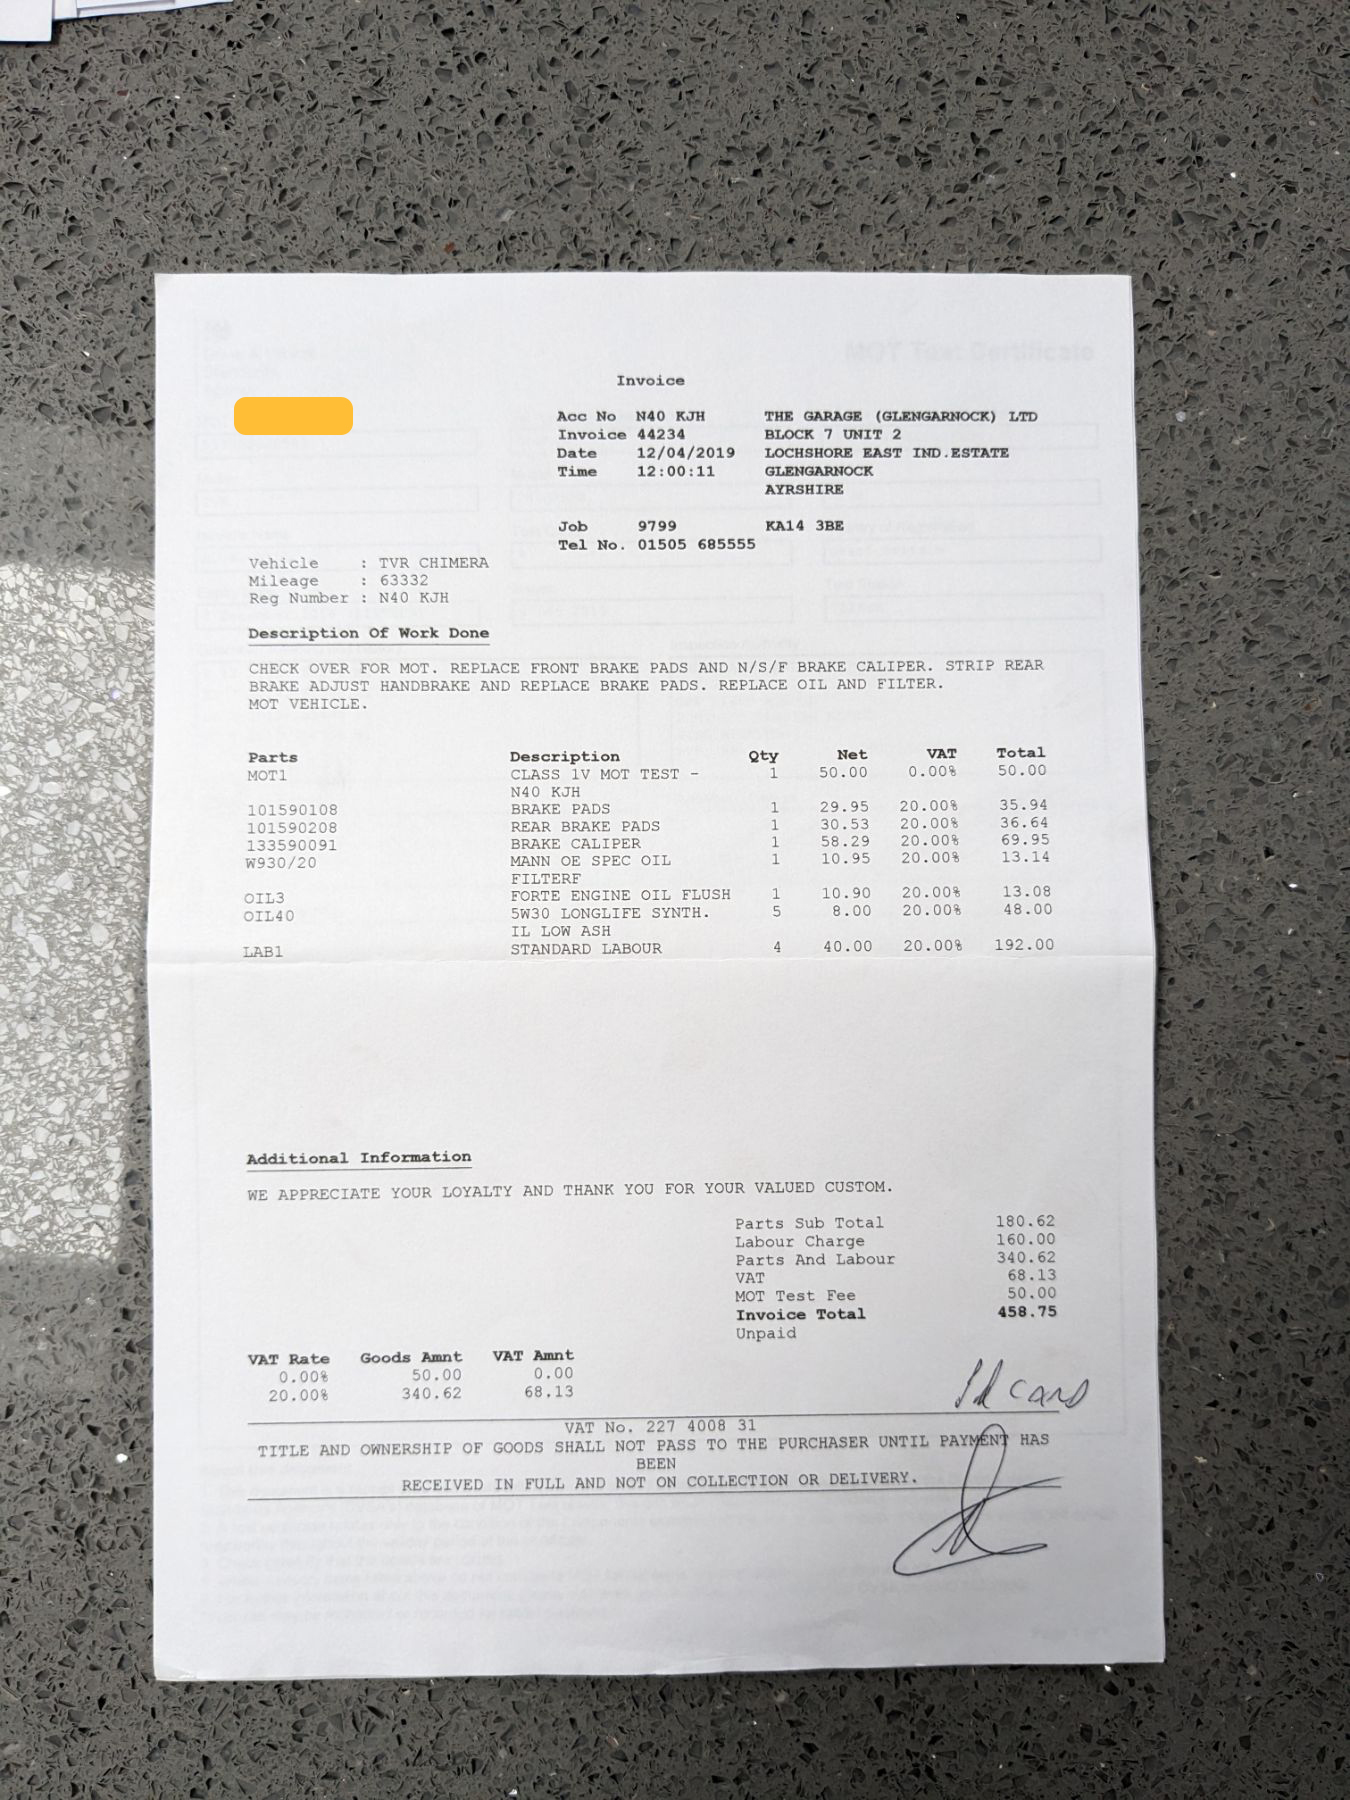 Invoice
Acc No N40 KJH THE GARAGE (GLENGARNOCK) LTD
Invoice 44234 BLOCK 7 UNIT 2
Date 12/04/2019 LOCHSHORE EAST IND.ESTATE
Time 12:00:11 GLENGARNOCK
AYRSHIRE
Job 9799 KA14 3BE
Tel No. 01505 685555
Vehicle : TVR CHIMERA
Mileage : 63332
Reg Number : N40 KJH
Description Of Work Done
CHECK OVER FOR MOT. REPLACE FRONT BRAKE PADS AND N/S/F BRAKE CALIPER. STRIP REAR
BRAKE ADJUST HANDBRAKE AND REPLACE BRAKE PADS. REPLACE OIL AND FILTER.
MOT VEHICLE.
Parts Description Qty Net VAT Total
MOT1 CLASS 1V MOT TEST - 1 50.00 0.00% 50.00
N40 KJH
101590108 BRAKE PADS 1 29.95 20.00% 35.94
101590208 REAR BRAKE PADS 1 30.53 20.00% 36.64
133590091 BRAKE CALIPER 1 58.29 20.00% 69.95
W930/20 MANN OE SPEC OIL 1 10.95 20.00% 13.14
FILTERF
OIL3 FORTE ENGINE OIL FLUSH 1 10.90 20.00% 13.08
OIL40 5W30 LONGLIFE SYNTH. 5 8.00 20.00% 48.00
IL LOW ASH
LAB1 STANDARD LABOUR 4 40.00 20.00% 192.00
Additional Information
WE APPRECIATE YOUR LOYALTY AND THANK YOU FOR YOUR VALUED CUSTOM.
Parts Sub Total 180.62
Labour Charge 160.00
Parts And Labour 340.62
VAT 68.13
MOT Test Fee 50.00
Invoice Total 458.75
Unpaid
VAT Rate Goods Amnt VAT Amnt
0.00% 50.00 0.00
20.00% 340.62 68.13
Pd card
VAT No. 227 4008 31
TITLE AND OWNERSHIP OF GOODS SHALL NOT PASS TO THE PURCHASER UNTIL PAYMENT HAS
BEEN
RECEIVED IN FULL AND NOT ON COLLECTION OR DELIVERY.
MOT Test Certificate